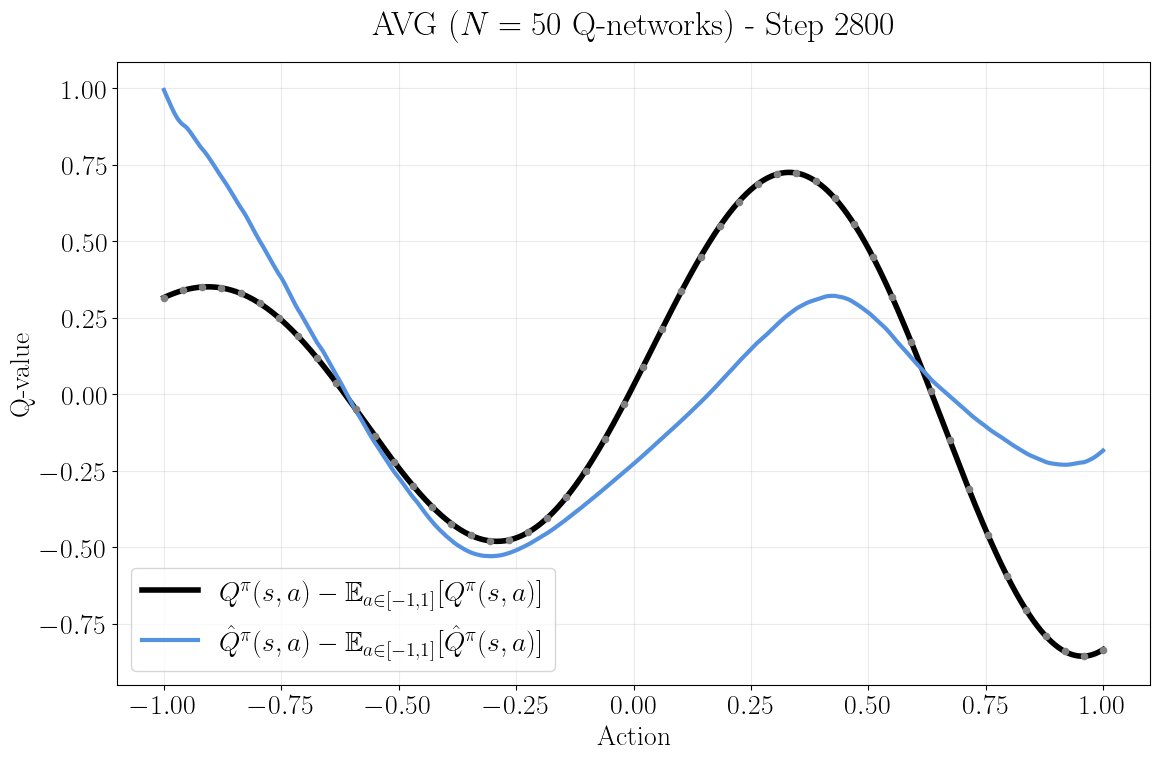 AVG (N = 50 Q-networks) - Step 2800
1.00
0.75
0.50
0.25
0.00
−0.25
−0.50
−0.75
Q-value
Q^π(s, a) − 𝔼_{a∈[−1,1]}[Q^π(s, a)]
Q̂^π(s, a) − 𝔼_{a∈[−1,1]}[Q̂^π(s, a)]
−1.00 −0.75 −0.50 −0.25 0.00 0.25 0.50 0.75 1.00
Action